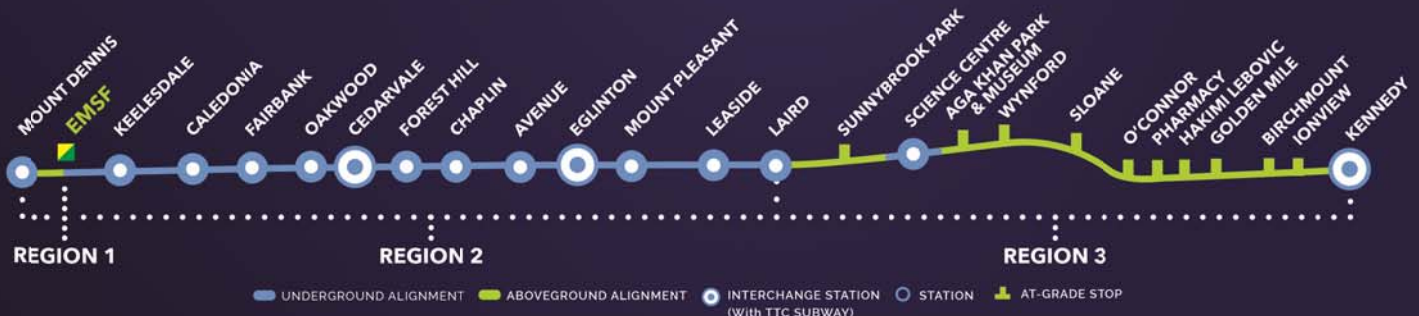 MOUNT DENNIS
EMSF
KEELESDALE
CALEDONIA
FAIRBANK
OAKWOOD
CEDARVALE
FOREST HILL
CHAPLIN
AVENUE
EGLINTON
MOUNT PLEASANT
LEASIDE
LAIRD
SUNNYBROOK PARK
SCIENCE CENTRE
AGA KHAN PARK
& MUSEUM
WYNFORD
SLOANE
O'CONNOR
PHARMACY
HAKIMI LEBOVIC
GOLDEN MILE
BIRCHMOUNT
IONVIEW
KENNEDY
REGION 1
REGION 2
REGION 3
UNDERGROUND ALIGNMENT
ABOVEGROUND ALIGNMENT
INTERCHANGE STATION
(With TTC SUBWAY)
STATION
AT-GRADE STOP